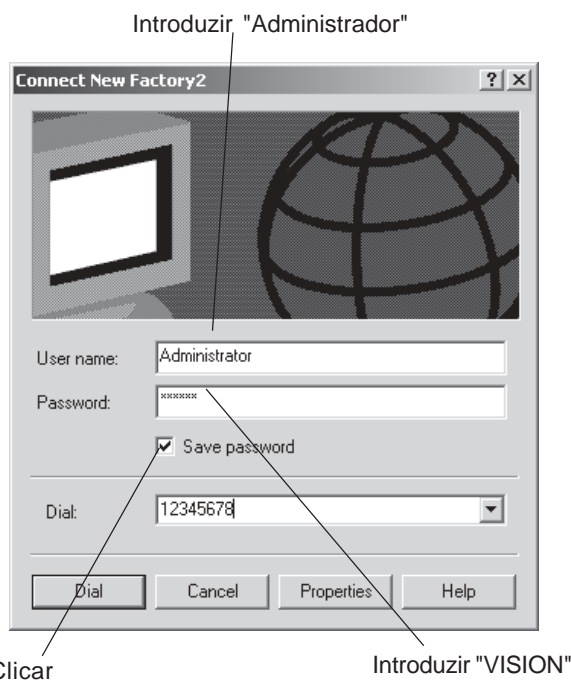 Introduzir "Administrador"
Connect New Factory2
User name: Administrator
Password: xxxxxx
Save password
Dial: 12345678
Dial Cancel Properties Help
Clicar
Introduzir "VISION"